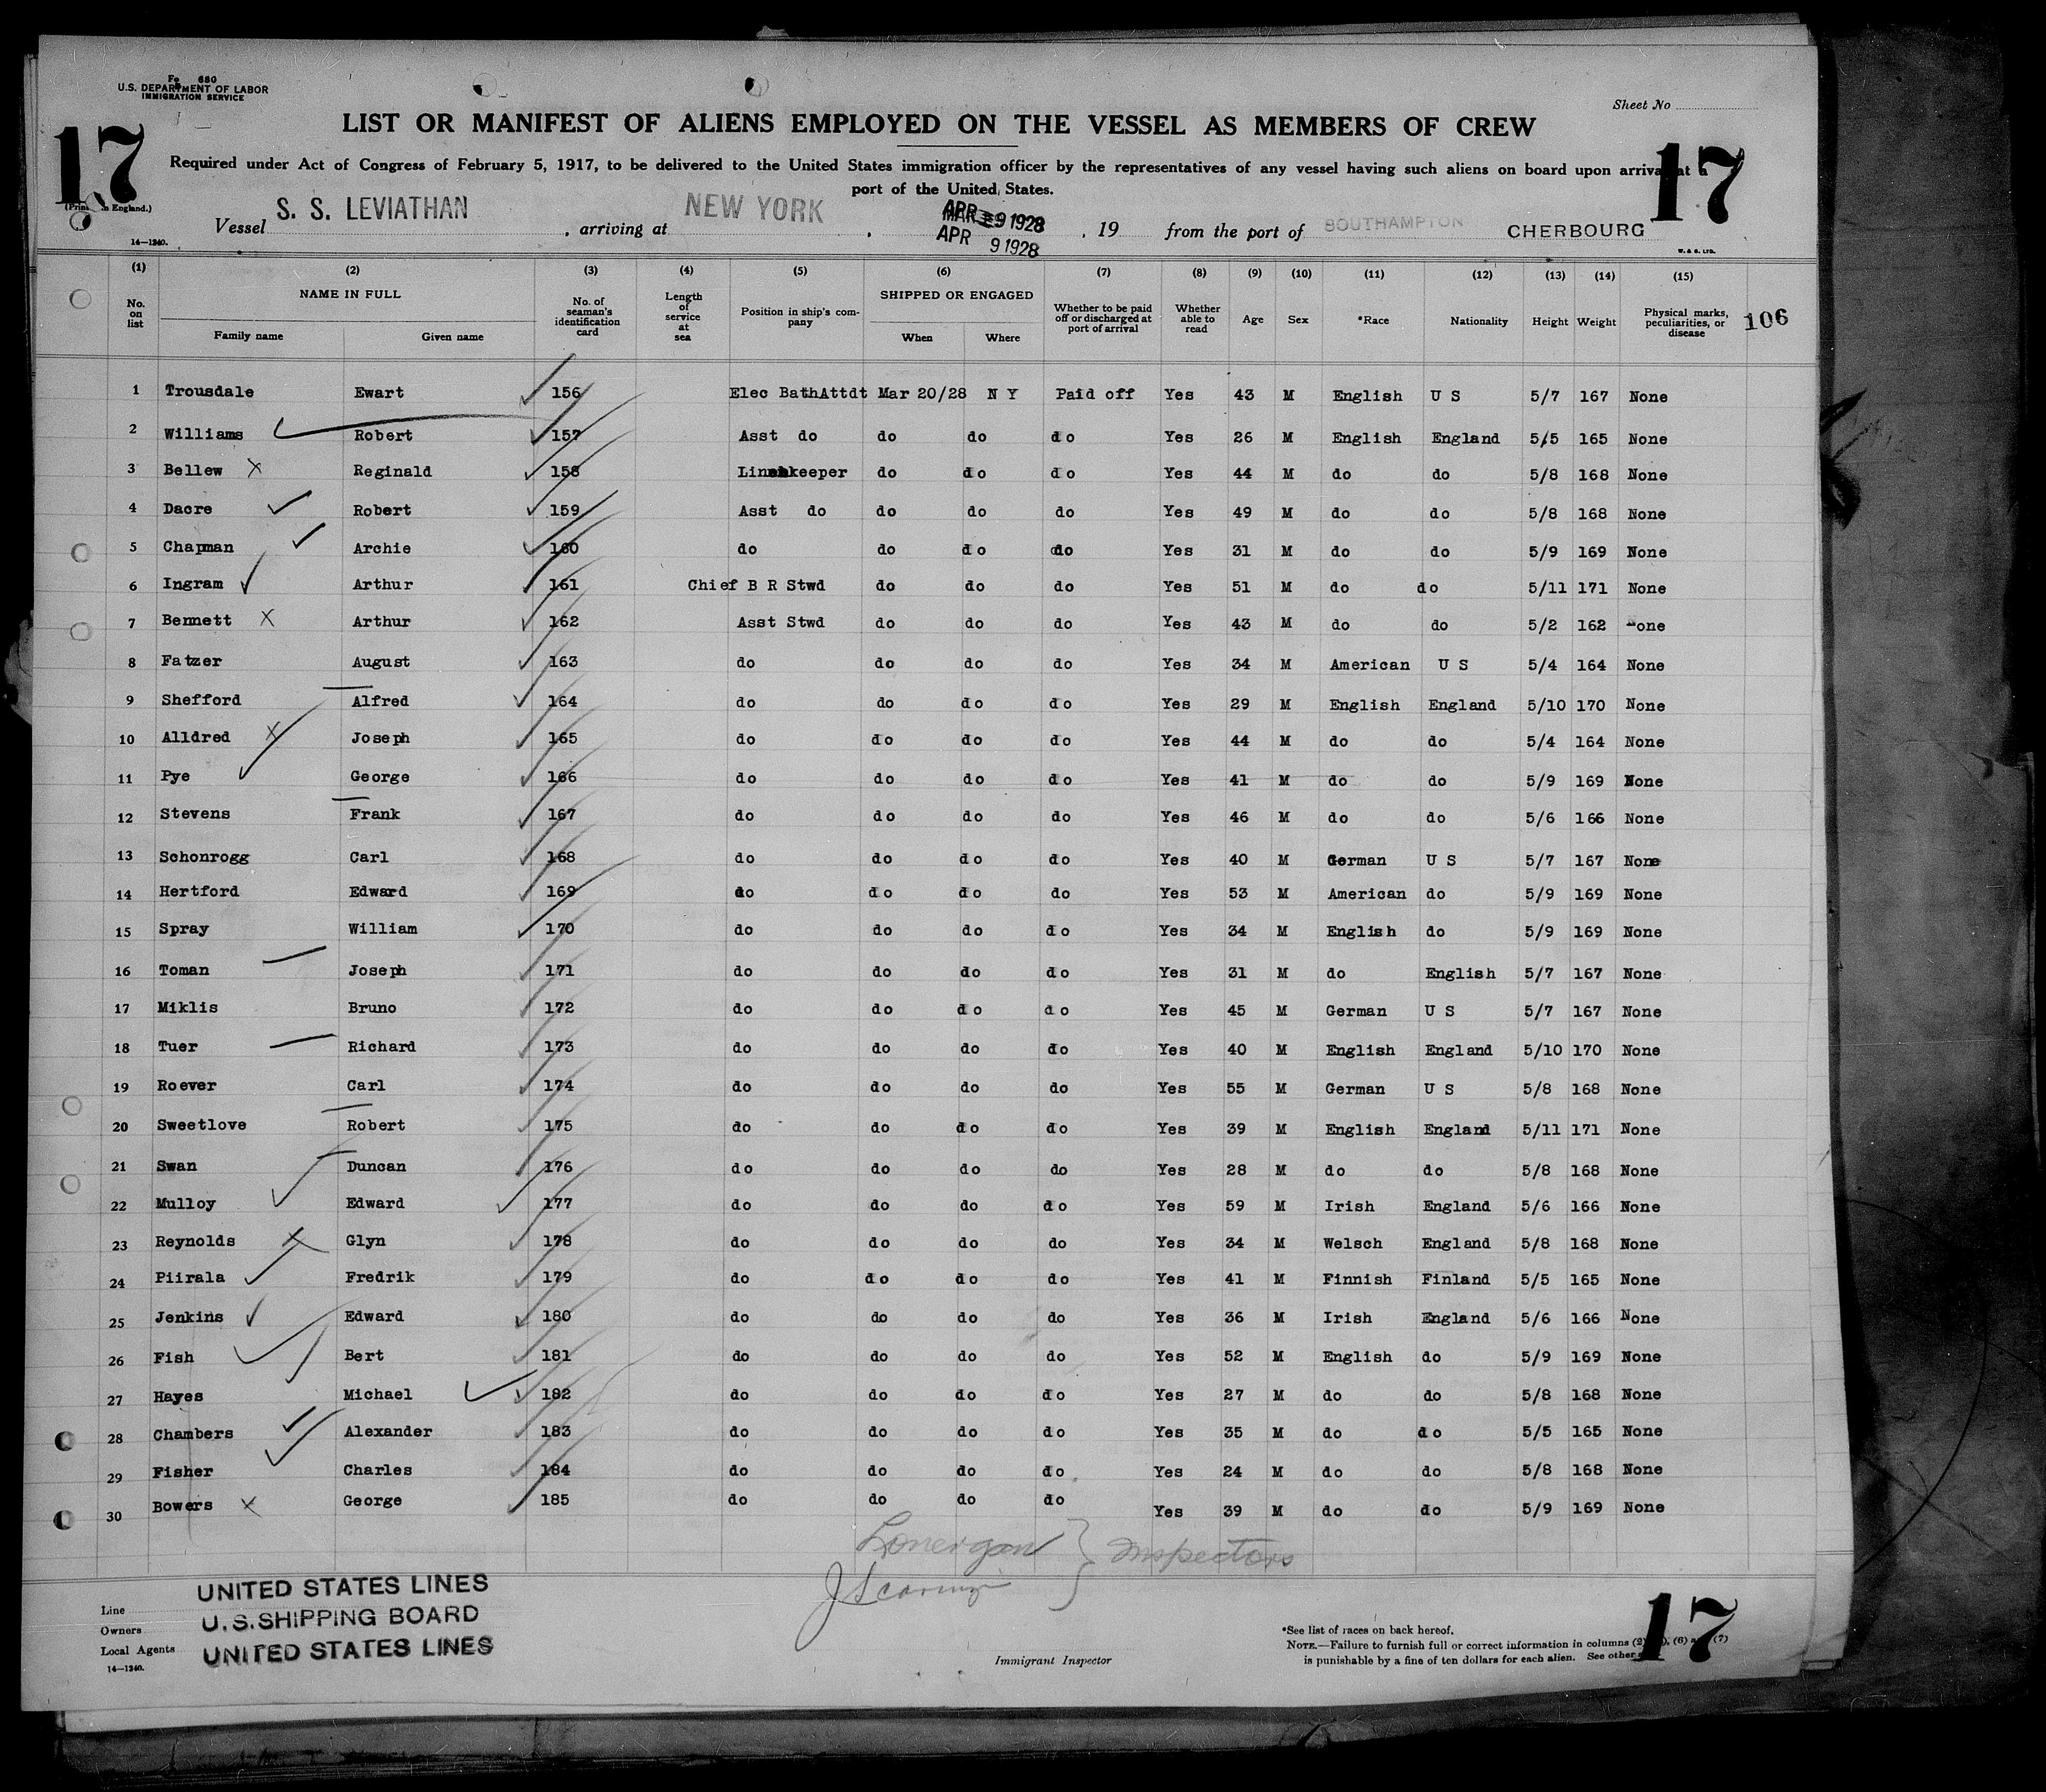 Fo 680
U.S. DEPARTMENT OF LABOR
IMMIGRATION SERVICE
Sheet No
17 17
LIST OR MANIFEST OF ALIENS EMPLOYED ON THE VESSEL AS MEMBERS OF CREW
Required under Act of Congress of February 5, 1917, to be delivered to the United States immigration officer by the representatives of any vessel having such aliens on board upon arrival at a
port of the United States.
Vessel S. S. LEVIATHAN , arriving at NEW YORK , APR 9 1928 , 19 from the port of SOUTHAMPTON CHERBOURG
APR 9 1928
14—1240. W. & S. LTD.
(1) (2) (3) (4) (5) (6) (7) (8) (9) (10) (11) (12) (13) (14) (15)
No. on list NAME IN FULL Family name Given name No. of seaman's identification card Length of service at sea Position in ship's company SHIPPED OR ENGAGED When Where Whether to be paid off or discharged at port of arrival Whether able to read Age Sex *Race Nationality Height Weight Physical marks, peculiarities, or disease 106
1 Trousdale Ewart 156 Elec BathAttdt Mar 20/28 N Y Paid off Yes 43 M English U S 5/7 167 None
2 Williams Robert 157 Asst do do do do Yes 26 M English England 5/5 165 None
3 Bellew Reginald 158 do do do Yes 44 M do do 5/8 168 None
4 Dacre Robert 159 Asst do do do do Yes 49 M do do 5/8 168 None
5 Chapman Archie 160 do do do do Yes 31 M do do 5/9 169 None
6 Ingram Arthur 161 Chief B R Stwd do do do Yes 51 M do do 5/11 171 None
7 Bennett Arthur 162 Asst Stwd do do do Yes 43 M do do 5/2 162 None
8 Fatzer August 163 do do do do Yes 34 M American U S 5/4 164 None
9 Shefford Alfred 164 do do do do Yes 29 M English England 5/10 170 None
10 Alldred Joseph 165 do do do do Yes 44 M do do 5/4 164 None
11 Pye George 166 do do do do Yes 41 M do do 5/9 169 None
12 Stevens Frank 167 do do do do Yes 46 M do do 5/6 166 None
13 Schonrogg Carl 168 do do do do Yes 40 M German U S 5/7 167 None
14 Hertford Edward 169 do do do do Yes 53 M American do 5/9 169 None
15 Spray William 170 do do do do Yes 34 M English do 5/9 169 None
16 Toman Joseph 171 do do do do Yes 31 M do English 5/7 167 None
17 Miklis Bruno 172 do do do do Yes 45 M German U S 5/7 167 None
18 Tuer Richard 173 do do do do Yes 40 M English England 5/10 170 None
19 Roever Carl 174 do do do do Yes 55 M German U S 5/8 168 None
20 Sweetlove Robert 175 do do do do Yes 39 M English England 5/11 171 None
21 Swan Duncan 176 do do do do Yes 28 M do do 5/8 168 None
22 Mulloy Edward 177 do do do do Yes 59 M Irish England 5/6 166 None
23 Reynolds Glyn 178 do do do do Yes 34 M Welsch England 5/8 168 None
24 Piirala Fredrik 179 do do do do Yes 41 M Finnish Finland 5/5 165 None
25 Jenkins Edward 180 do do do do Yes 36 M Irish England 5/6 166 None
26 Fish Bert 181 do do do do Yes 52 M English do 5/9 169 None
27 Hayes Michael 182 do do do do Yes 27 M do do 5/8 168 None
28 Chambers Alexander 183 do do do do Yes 35 M do do 5/5 165 None
29 Fisher Charles 184 do do do do Yes 24 M do do 5/8 168 None
30 Bowers George 185 do do do do Yes 39 M do do 5/9 169 None
Lonergan } Inspectors
Line UNITED STATES LINES
Owners U.S. SHIPPING BOARD
Local Agents UNITED STATES LINES
14—1240.
Immigrant Inspector
*See list of races on back hereof.
NOTE.—Failure to furnish full or correct information in columns (2), (6) and (7)
is punishable by a fine of ten dollars for each alien. See other
17